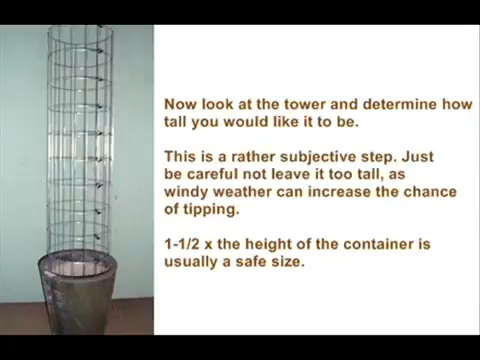 Now look at the tower and determine how
tall you would like it to be.
This is a rather subjective step. Just
be careful not leave it too tall, as
windy weather can increase the chance
of tipping.
1-1/2 x the height of the container is
usually a safe size.